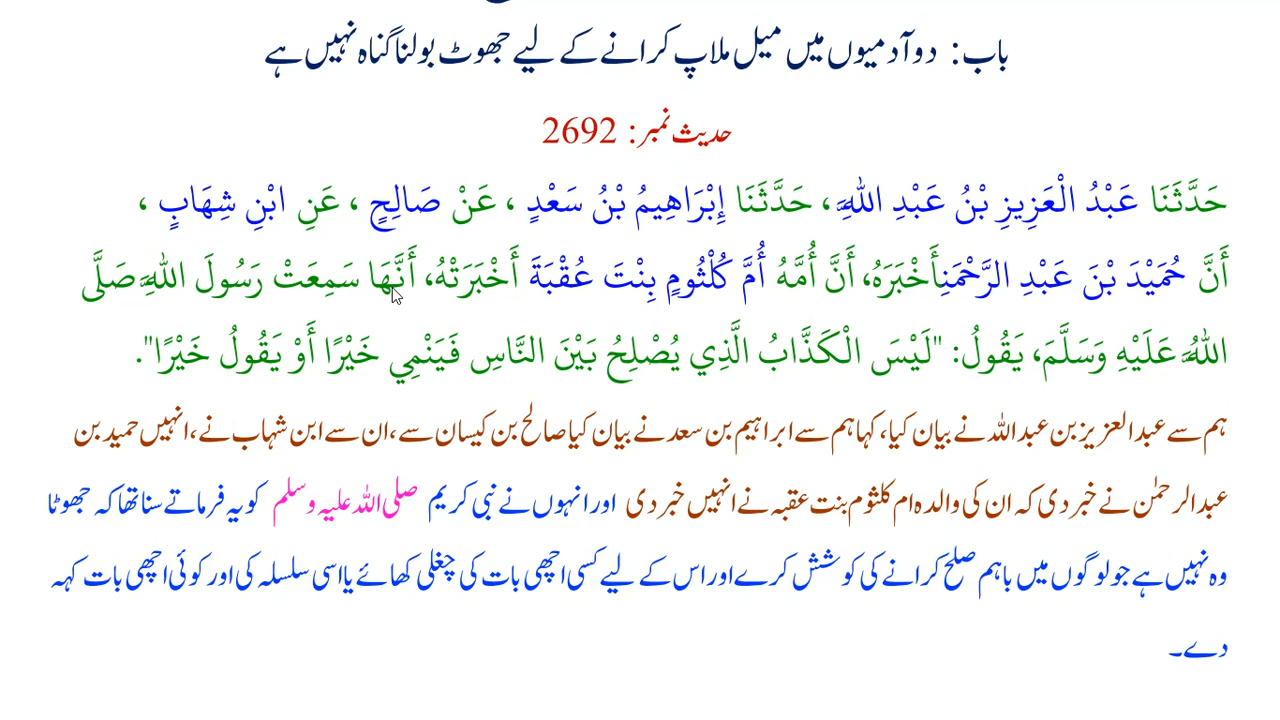 باب: دو آدمیوں میں میل ملاپ کرانے کے لیے جھوٹ بولنا گناہ نہیں ہے
حدیث نمبر: 2692
حَدَّثَنَا عَبْدُ الْعَزِيزِ بْنُ عَبْدِ اللَّهِ، حَدَّثَنَا إِبْرَاهِيمُ بْنُ سَعْدٍ ، عَنْ صَالِحٍ ، عَنِ ابْنِ شِهَابٍ ،
أَنَّ حُمَيْدَ بْنَ عَبْدِ الرَّحْمَنِأَخْبَرَهُ، أَنَّ أُمَّهُ أُمَّ كُلْثُومٍ بِنْتَ عُقْبَةَ أَخْبَرَتْهُ، أَنَّهَا سَمِعَتْ رَسُولَ اللَّهِ صَلَّى
اللَّهُ عَلَيْهِ وَسَلَّمَ، يَقُولُ: "لَيْسَ الْكَذَّابُ الَّذِي يُصْلِحُ بَيْنَ النَّاسِ فَيَنْمِي خَيْرًا أَوْ يَقُولُ خَيْرًا".
ہم سے عبدالعزیز بن عبداللہ نے بیان کیا، کہا ہم سے ابراہیم بن سعد نے بیان کیا صالح بن کیسان سے، ان سے ابن شہاب نے، انہیں حمید بن
عبدالرحمٰن نے خبر دی کہ ان کی والدہ ام کلثوم بنت عقبہ نے انہیں خبر دی اور انہوں نے نبی کریم صلی اللہ علیہ وسلم کو یہ فرماتے سنا تھا کہ جھوٹا
وہ نہیں ہے جو لوگوں میں باہم صلح کرانے کی کوشش کرے اور اس کے لیے کسی اچھی بات کی چغلی کھائے یا اسی سلسلہ کی اور کوئی اچھی بات کہہ
دے۔